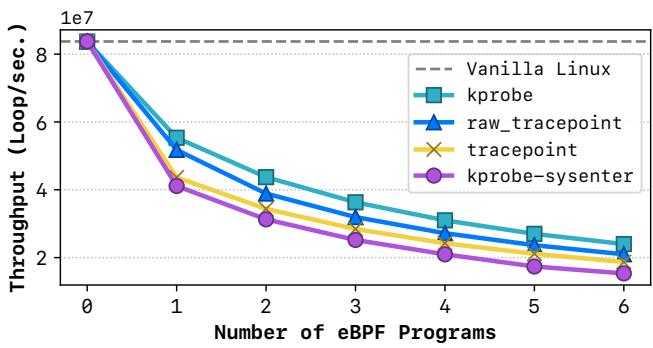 1e7
Throughput (Loop/sec.)
8
6
4
2
Vanilla Linux
kprobe
raw_tracepoint
tracepoint
kprobe-sysenter
0 1 2 3 4 5 6
Number of eBPF Programs